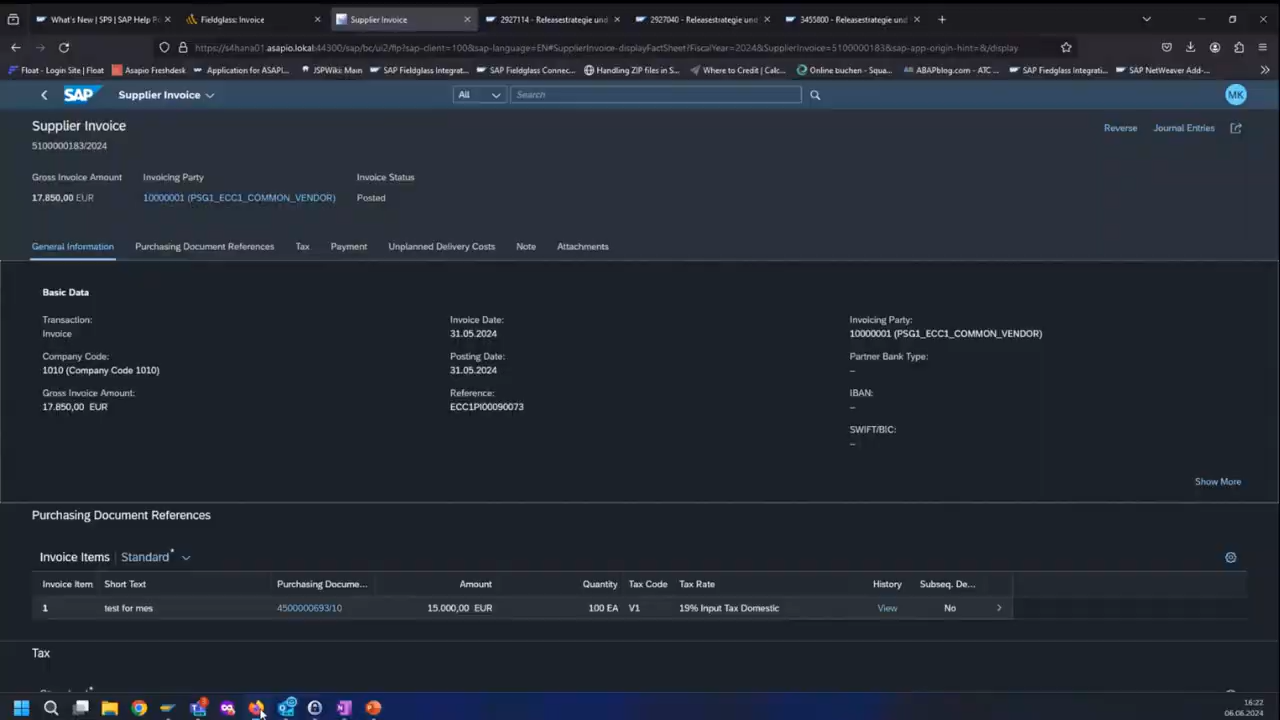 What's New | SP9 | SAP Help Po
Fieldglass: Invoice
Supplier Invoice
2927114 - Releasestrategie und
2927040 - Releasestrategie und
3455800 - Releasestrategie und
https://s4hana01.asapio.lokal:44300/sap/bc/ui2/flp?sap-client=100&sap-language=EN#SupplierInvoice-displayFactSheet?FiscalYear=2024&SupplierInvoice=5100000183&sap-app-origin-hint=&/display
Float - Login Site | Float
Asapio Freshdesk
Application for ASAPI...
JSPWiki: Main
SAP Fieldglass Integrat...
SAP Fieldglass Connec...
Handling ZIP files in S...
Where to Credit | Calc...
Online buchen - Squa...
ABAPblog.com - ATC ...
SAP Fiedglass Integrati...
SAP NetWeaver Add-...
SAP Supplier Invoice
All
Search
MK
Supplier Invoice
5100000183/2024
Reverse
Journal Entries
Gross Invoice Amount
Invoicing Party
Invoice Status
17.850,00 EUR
10000001 (PSG1_ECC1_COMMON_VENDOR)
Posted
General Information
Purchasing Document References
Tax
Payment
Unplanned Delivery Costs
Note
Attachments
Basic Data
Transaction:
Invoice
Company Code:
1010 (Company Code 1010)
Gross Invoice Amount:
17.850,00 EUR
Invoice Date:
31.05.2024
Posting Date:
31.05.2024
Reference:
ECC1PI00090073
Invoicing Party:
10000001 (PSG1_ECC1_COMMON_VENDOR)
Partner Bank Type:
–
IBAN:
–
SWIFT/BIC:
–
Show More
Purchasing Document References
Invoice Items
Standard*
Invoice Item
Short Text
Purchasing Docume...
Amount
Quantity
Tax Code
Tax Rate
History
Subseq. De...
1
test for mes
4500000693/10
15.000,00 EUR
100 EA
V1
19% Input Tax Domestic
View
No
Tax
16:22
06.06.2024